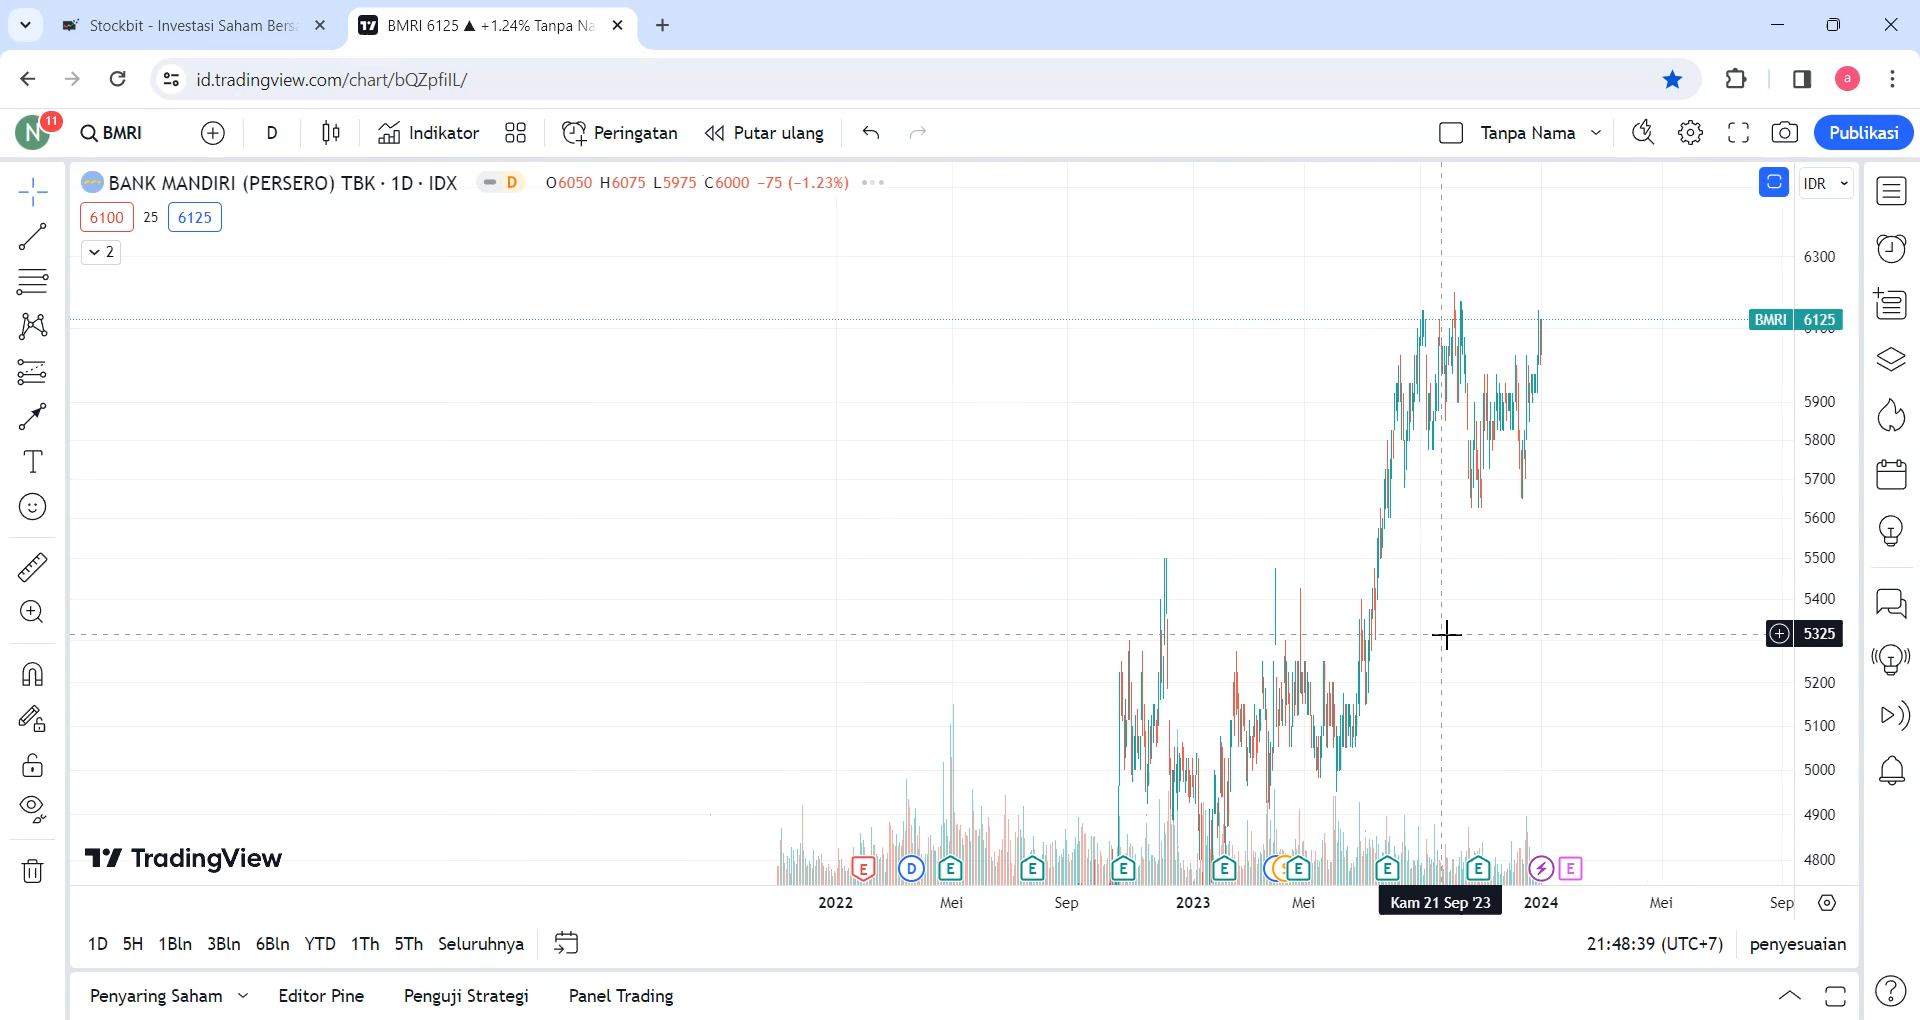 Stockbit - Investasi Saham Bers
BMRI 6125 ▲ +1.24% Tanpa Na
id.tradingview.com/chart/bQZpfiIL/
a
N
11
BMRI
D
Indikator
Peringatan
Putar ulang
Tanpa Nama
Publikasi
BANK MANDIRI (PERSERO) TBK · 1D · IDX
D
O6050 H6075 L5975 C6000 −75 (−1.23%)
IDR
6100 25 6125
2
6300
BMRI 6125
5900
5800
5700
5600
5500
5400
5325
5200
5100
5000
4900
4800
TradingView
E D E E E E E E E E
2022 Mei Sep 2023 Mei Kam 21 Sep '23 2024 Mei Sep
1D 5H 1Bln 3Bln 6Bln YTD 1Th 5Th Seluruhnya
21:48:39 (UTC+7) penyesuaian
Penyaring Saham Editor Pine Penguji Strategi Panel Trading